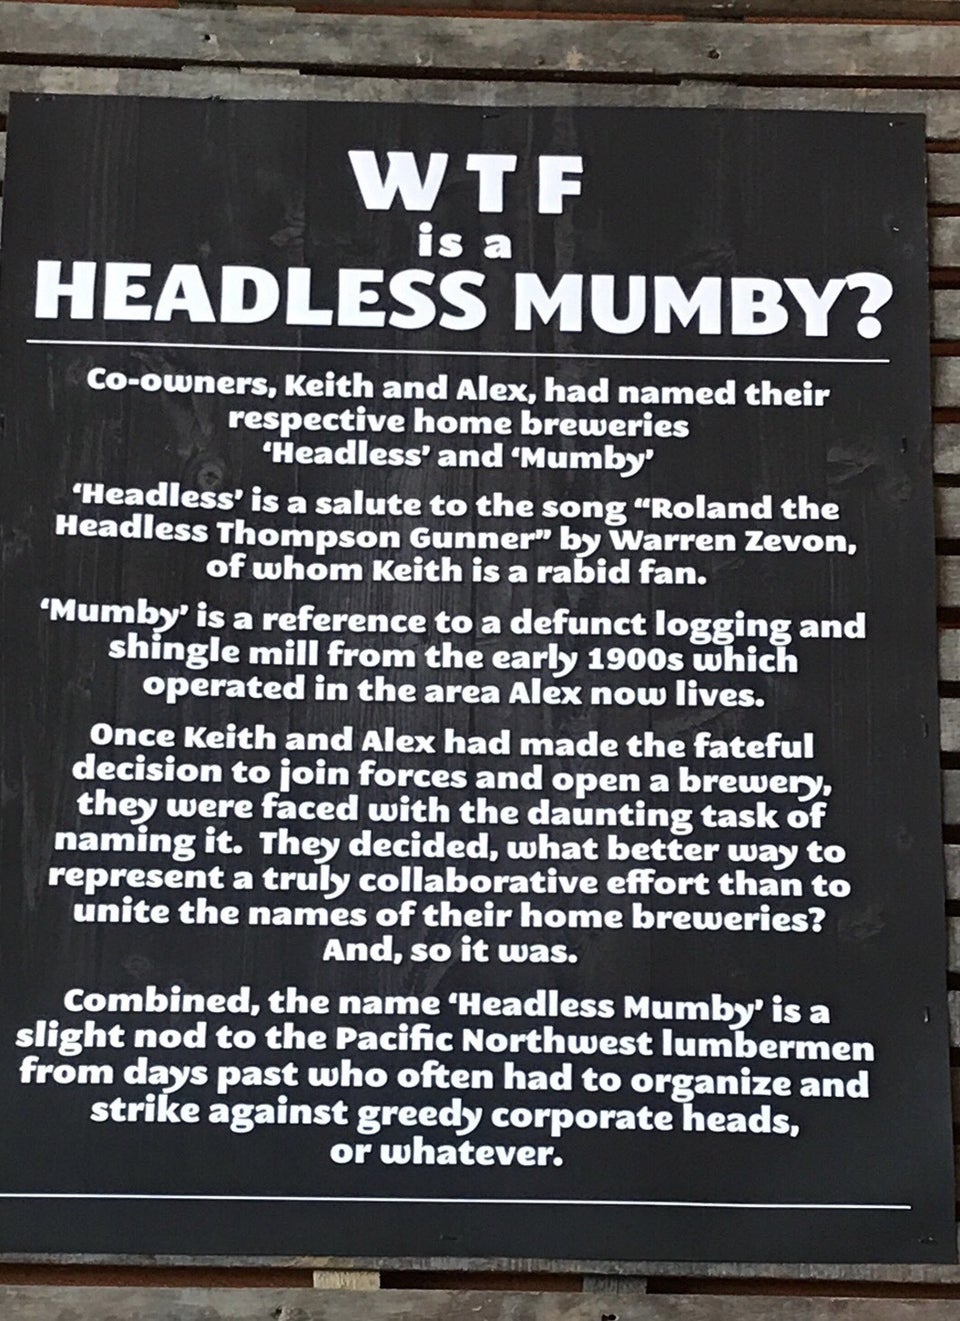 WTF
is a
HEADLESS MUMBY?
Co-owners, Keith and Alex, had named their
respective home breweries
‘Headless’ and ‘Mumby’
‘Headless’ is a salute to the song “Roland the
Headless Thompson Gunner” by Warren Zevon,
of whom Keith is a rabid fan.
‘Mumby’ is a reference to a defunct logging and
shingle mill from the early 1900s which
operated in the area Alex now lives.
Once Keith and Alex had made the fateful
decision to join forces and open a brewery,
they were faced with the daunting task of
naming it. They decided, what better way to
represent a truly collaborative effort than to
unite the names of their home breweries?
And, so it was.
Combined, the name ‘Headless Mumby’ is a
slight nod to the Pacific Northwest lumbermen
from days past who often had to organize and
strike against greedy corporate heads,
or whatever.